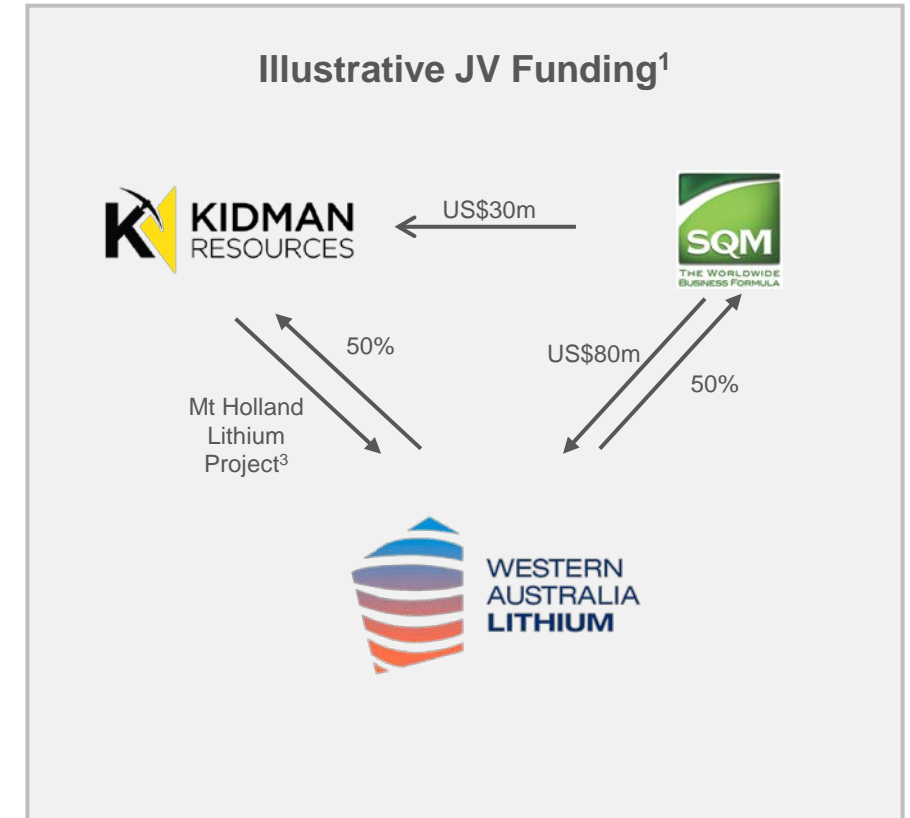 Illustrative JV Funding¹
KIDMAN
RESOURCES
US$30m
SQM
THE WORLDWIDE
BUSINESS FORMULA
50%
US$80m
50%
Mt Holland
Lithium
Project³
WESTERN
AUSTRALIA
LITHIUM